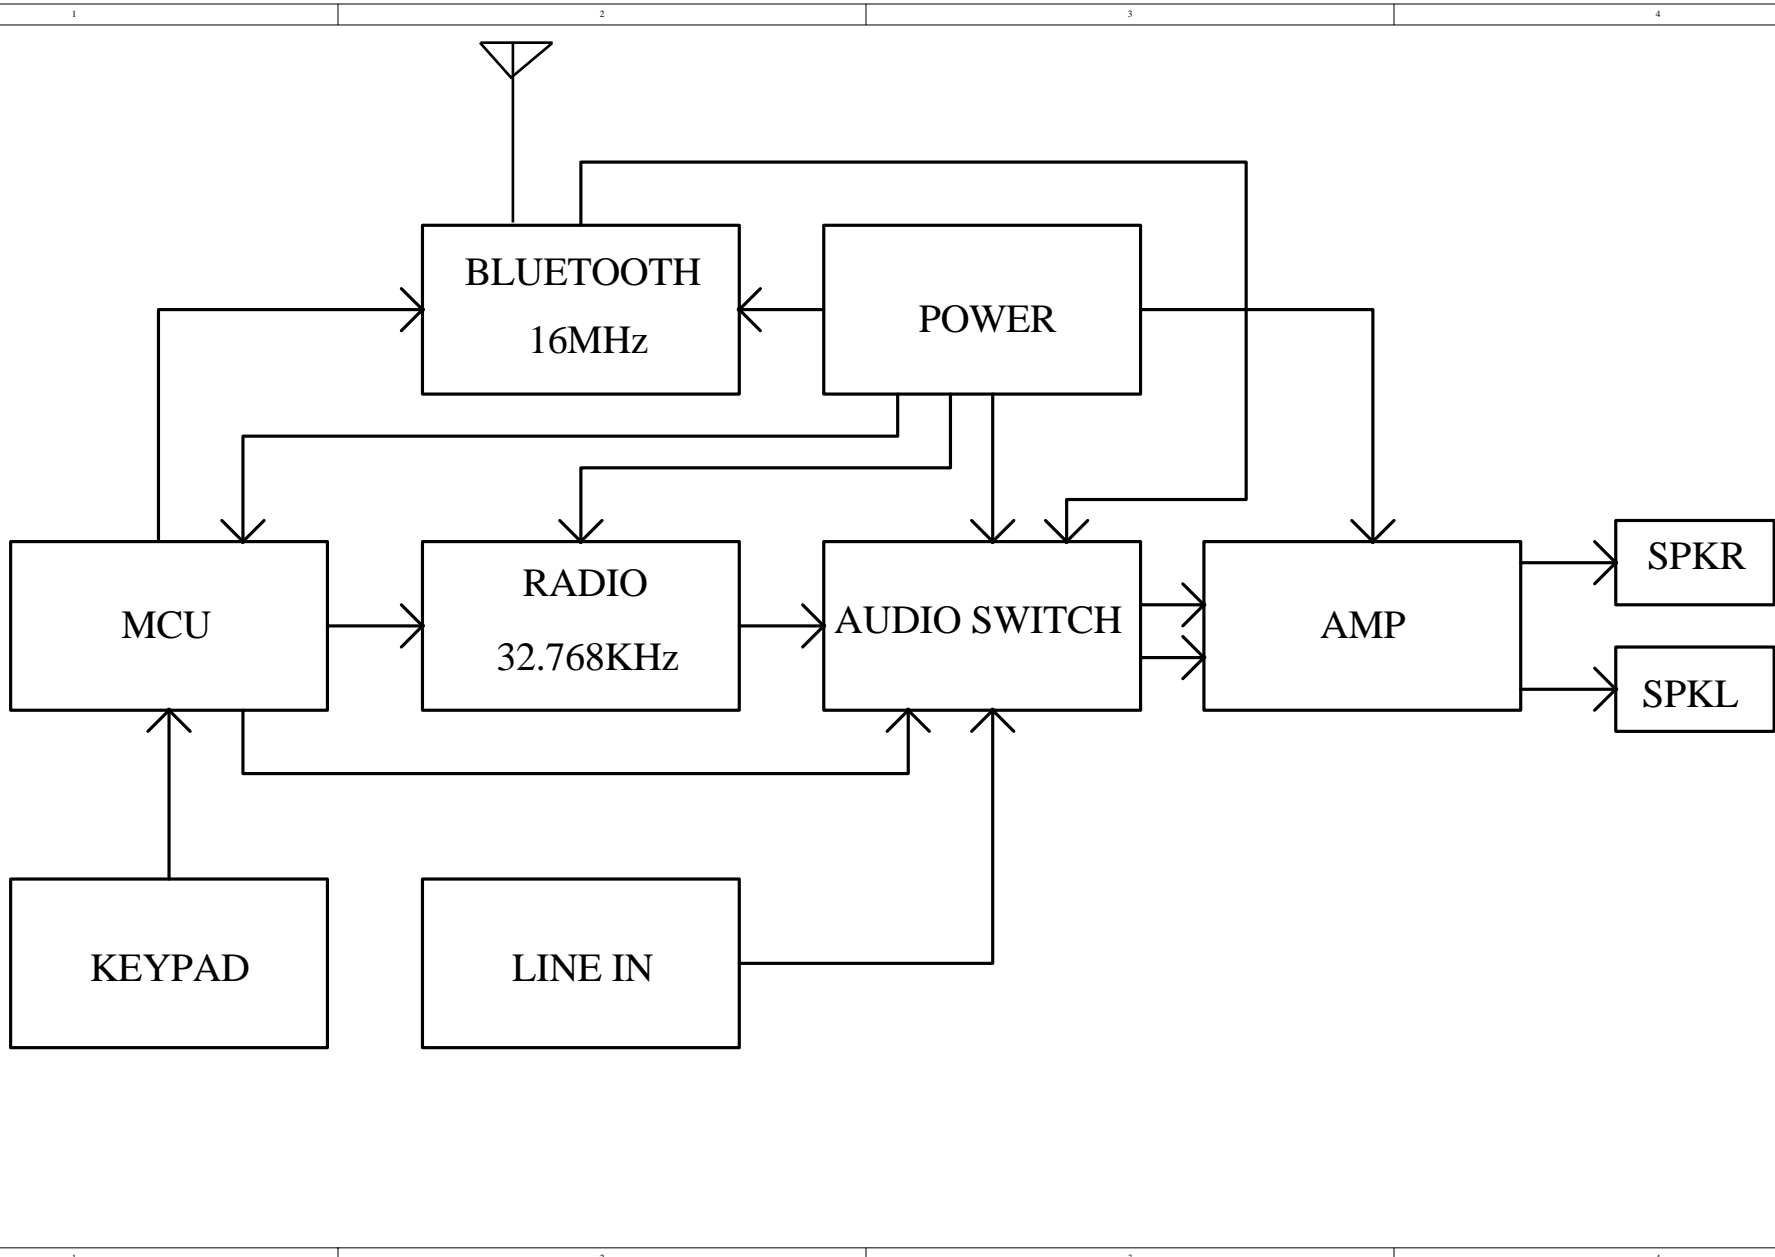 1 2 3 4
BLUETOOTH
16MHz
POWER
MCU
RADIO
32.768KHz
AUDIO SWITCH
AMP
SPKR
SPKL
KEYPAD
LINE IN